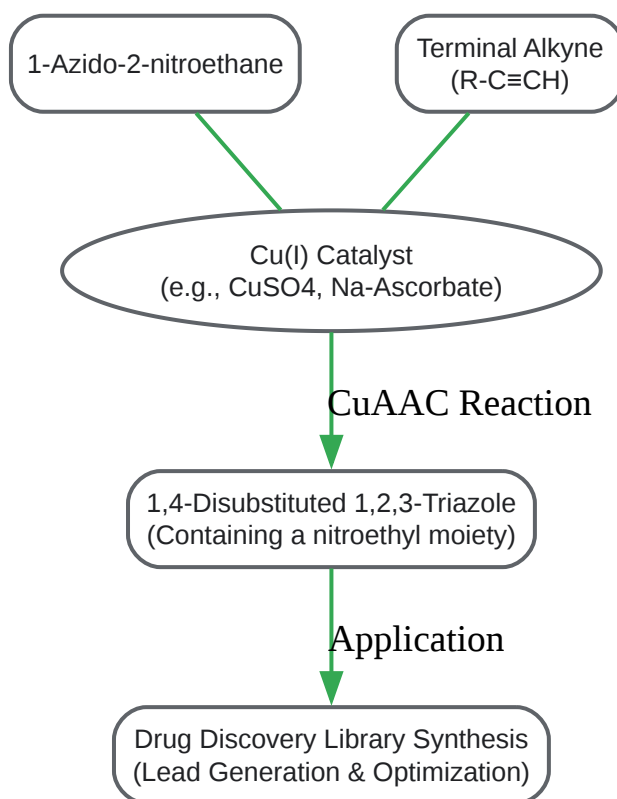 1-Azido-2-nitroethane
Terminal Alkyne
(R-C≡CH)
Cu(I) Catalyst
(e.g., CuSO4, Na-Ascorbate)
CuAAC Reaction
1,4-Disubstituted 1,2,3-Triazole
(Containing a nitroethyl moiety)
Application
Drug Discovery Library Synthesis
(Lead Generation & Optimization)